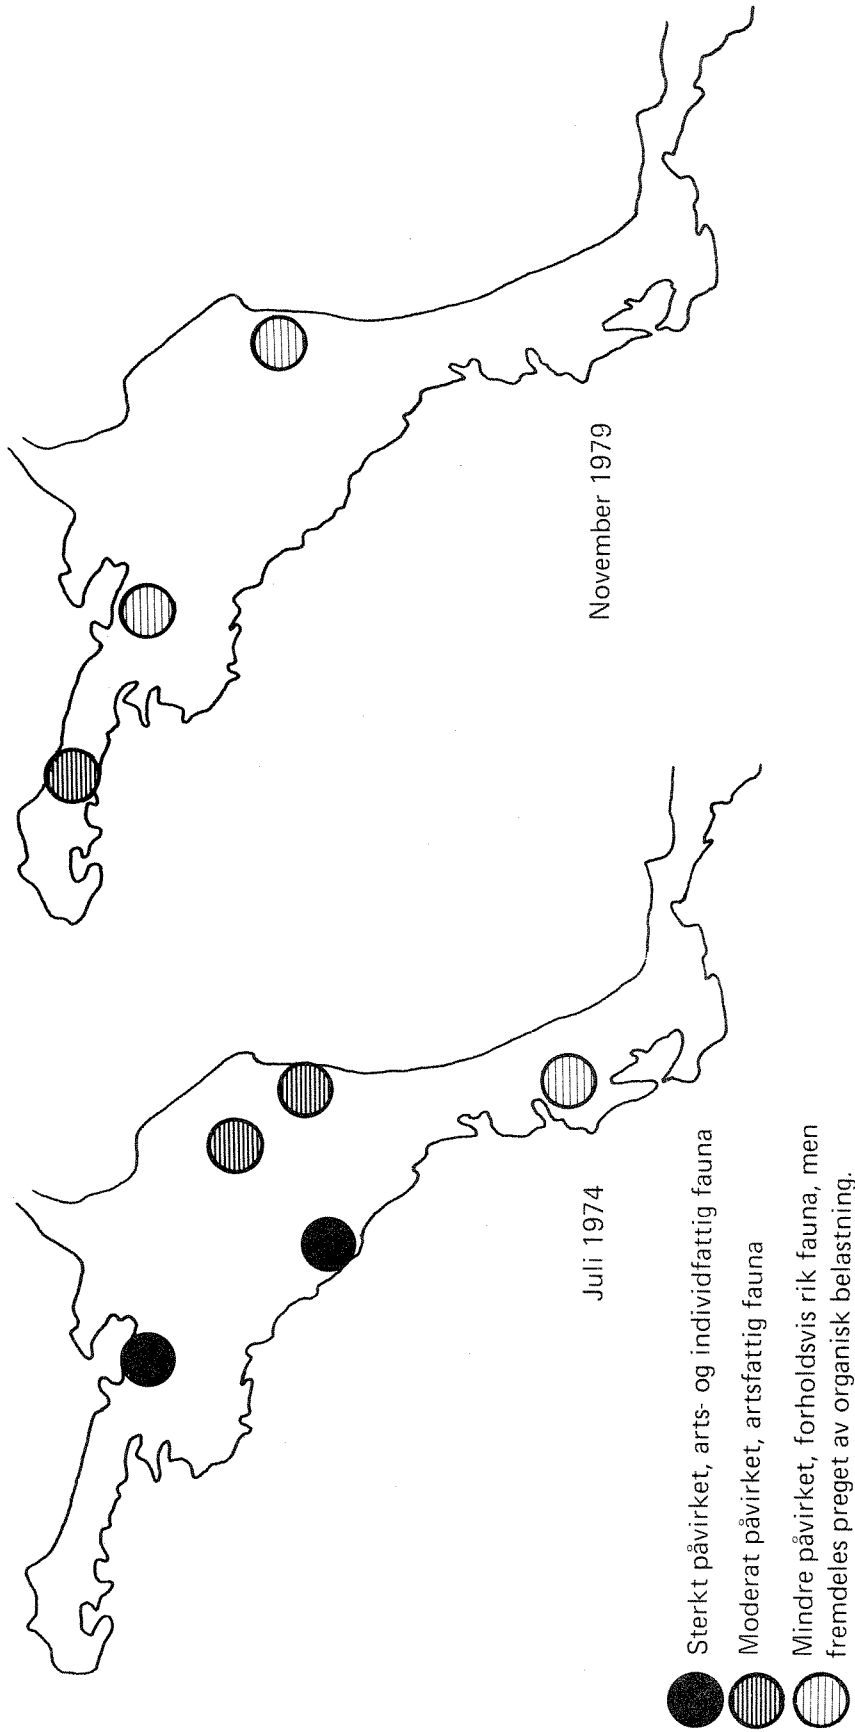 Juli 1974
November 1979
Sterkt påvirket, arts- og individfattig fauna
Moderat påvirket, artsfattig fauna
Mindre påvirket, forholdsvis rik fauna, men
fremdeles preget av organisk belastning.